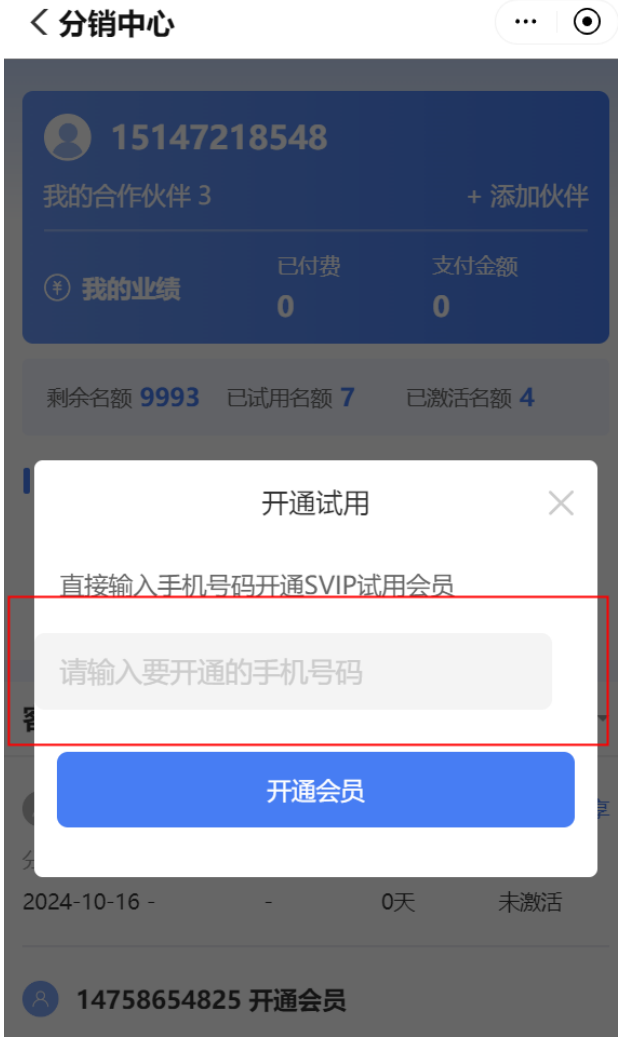 分销中心
15147218548
我的合作伙伴 3 + 添加伙伴
已付费 支付金额
我的业绩
0 0
剩余名额 9993 已试用名额 7 已激活名额 4
开通试用
直接输入手机号码开通SVIP试用会员
请输入要开通的手机号码
开通会员
2024-10-16 - - 0天 未激活
14758654825 开通会员